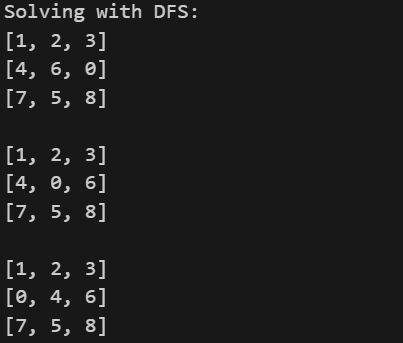 Solving with DFS:
[1, 2, 3]
[4, 6, 0]
[7, 5, 8]
[1, 2, 3]
[4, 0, 6]
[7, 5, 8]
[1, 2, 3]
[0, 4, 6]
[7, 5, 8]